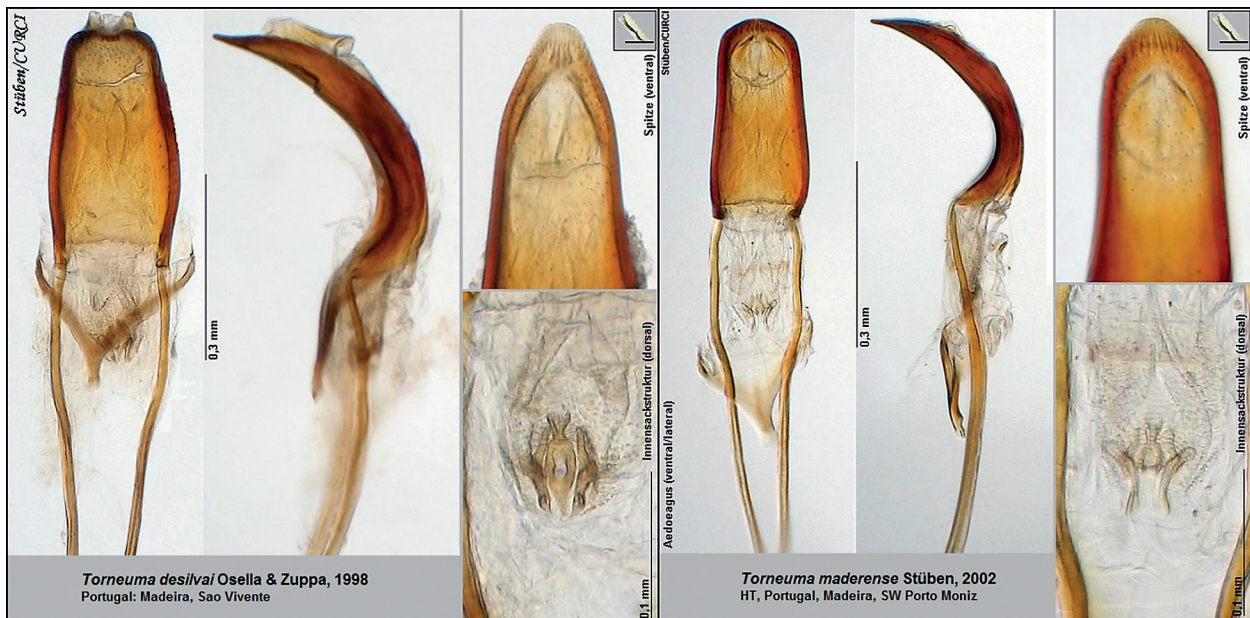 Stüben/CURCI
0,3 mm
Spitze (ventral)
Innensackstruktur (dorsal)
0,1 mm
Torneuma desilvai Osella & Zuppa, 1998
Portugal: Madeira, Sao Vivente
Stüben/CURCI
Aedoeagus (ventral/lateral)
0,3 mm
Spitze (ventral)
Innensackstruktur (dorsal)
0,1 mm
Torneuma maderense Stüben, 2002
HT, Portugal, Madeira, SW Porto Moniz